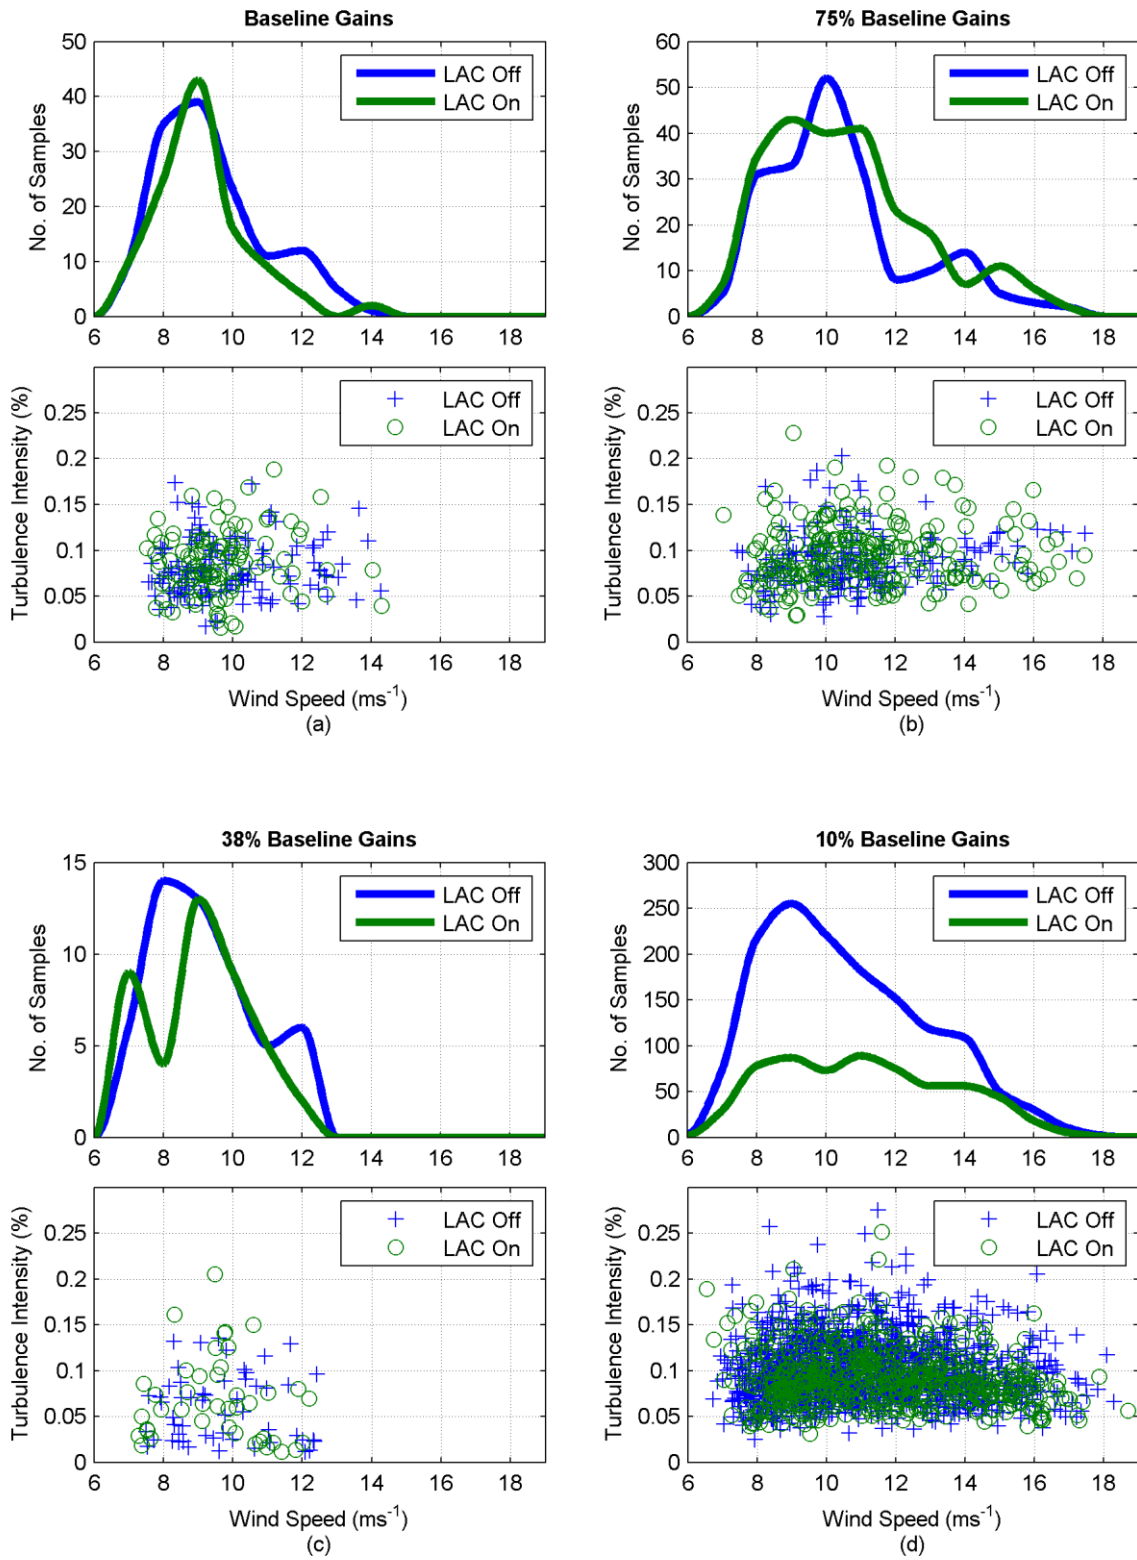 Baseline Gains
50
40
30
20
10
0
No. of Samples
LAC Off
LAC On
6 8 10 12 14 16 18
0.25
0.2
0.15
0.1
0.05
0
Turbulence Intensity (%)
LAC Off
LAC On
6 8 10 12 14 16 18
Wind Speed (ms⁻¹)
(a)
75% Baseline Gains
60
50
40
30
20
10
0
No. of Samples
LAC Off
LAC On
6 8 10 12 14 16 18
0.25
0.2
0.15
0.1
0.05
0
Turbulence Intensity (%)
LAC Off
LAC On
6 8 10 12 14 16 18
Wind Speed (ms⁻¹)
(b)
38% Baseline Gains
15
10
5
0
No. of Samples
LAC Off
LAC On
6 8 10 12 14 16 18
0.25
0.2
0.15
0.1
0.05
0
Turbulence Intensity (%)
LAC Off
LAC On
6 8 10 12 14 16 18
Wind Speed (ms⁻¹)
(c)
10% Baseline Gains
300
250
200
150
100
50
0
No. of Samples
LAC Off
LAC On
6 8 10 12 14 16 18
0.25
0.2
0.15
0.1
0.05
0
Turbulence Intensity (%)
LAC Off
LAC On
6 8 10 12 14 16 18
Wind Speed (ms⁻¹)
(d)